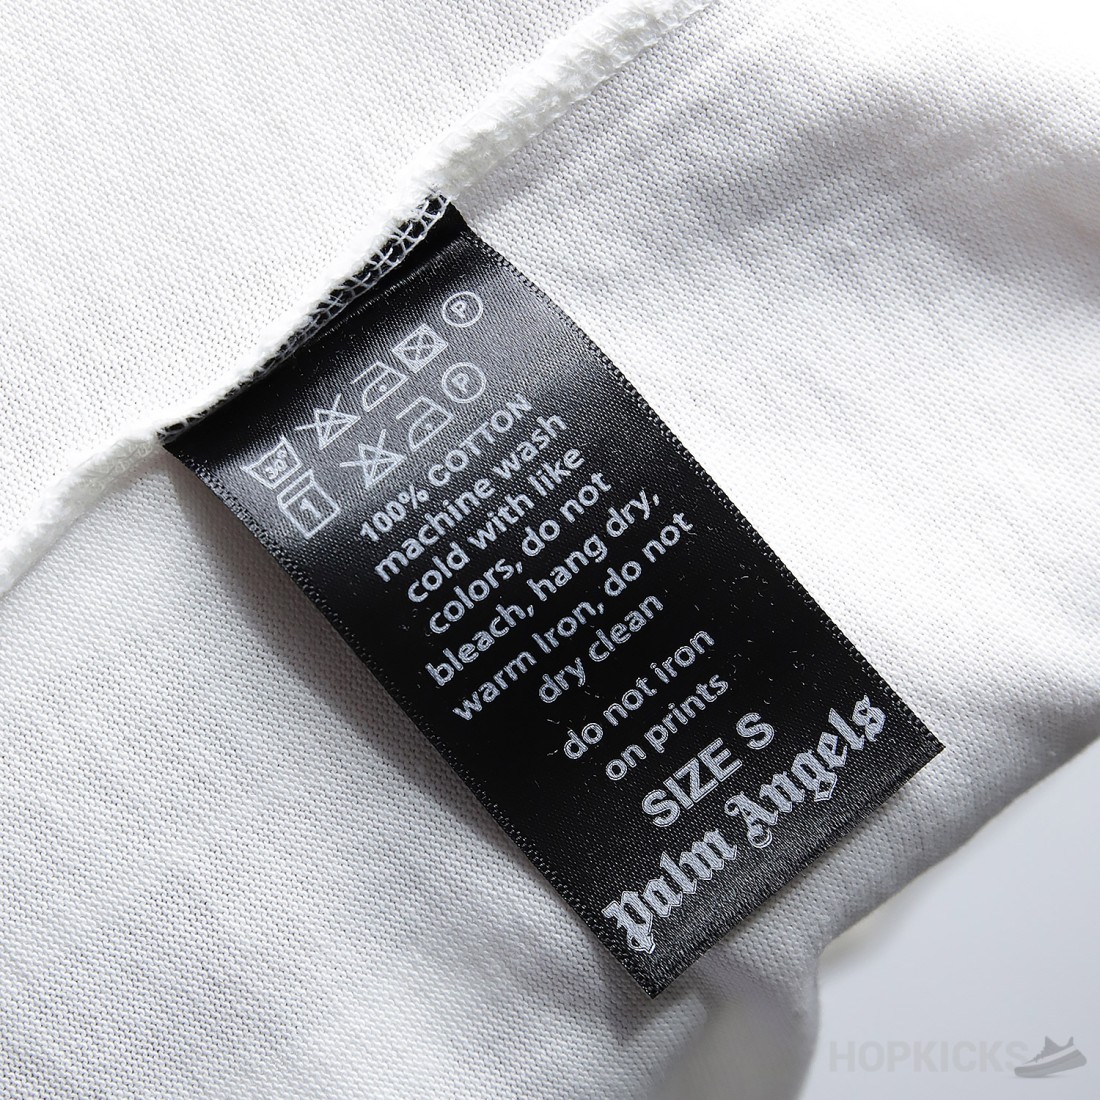 P
P
30
100% COTTON
machine wash
cold with like
colors, do not
bleach, hang dry,
warm Iron, do not
dry clean
do not iron
on prints
SIZE S
Palm Angels
HOPKICKS